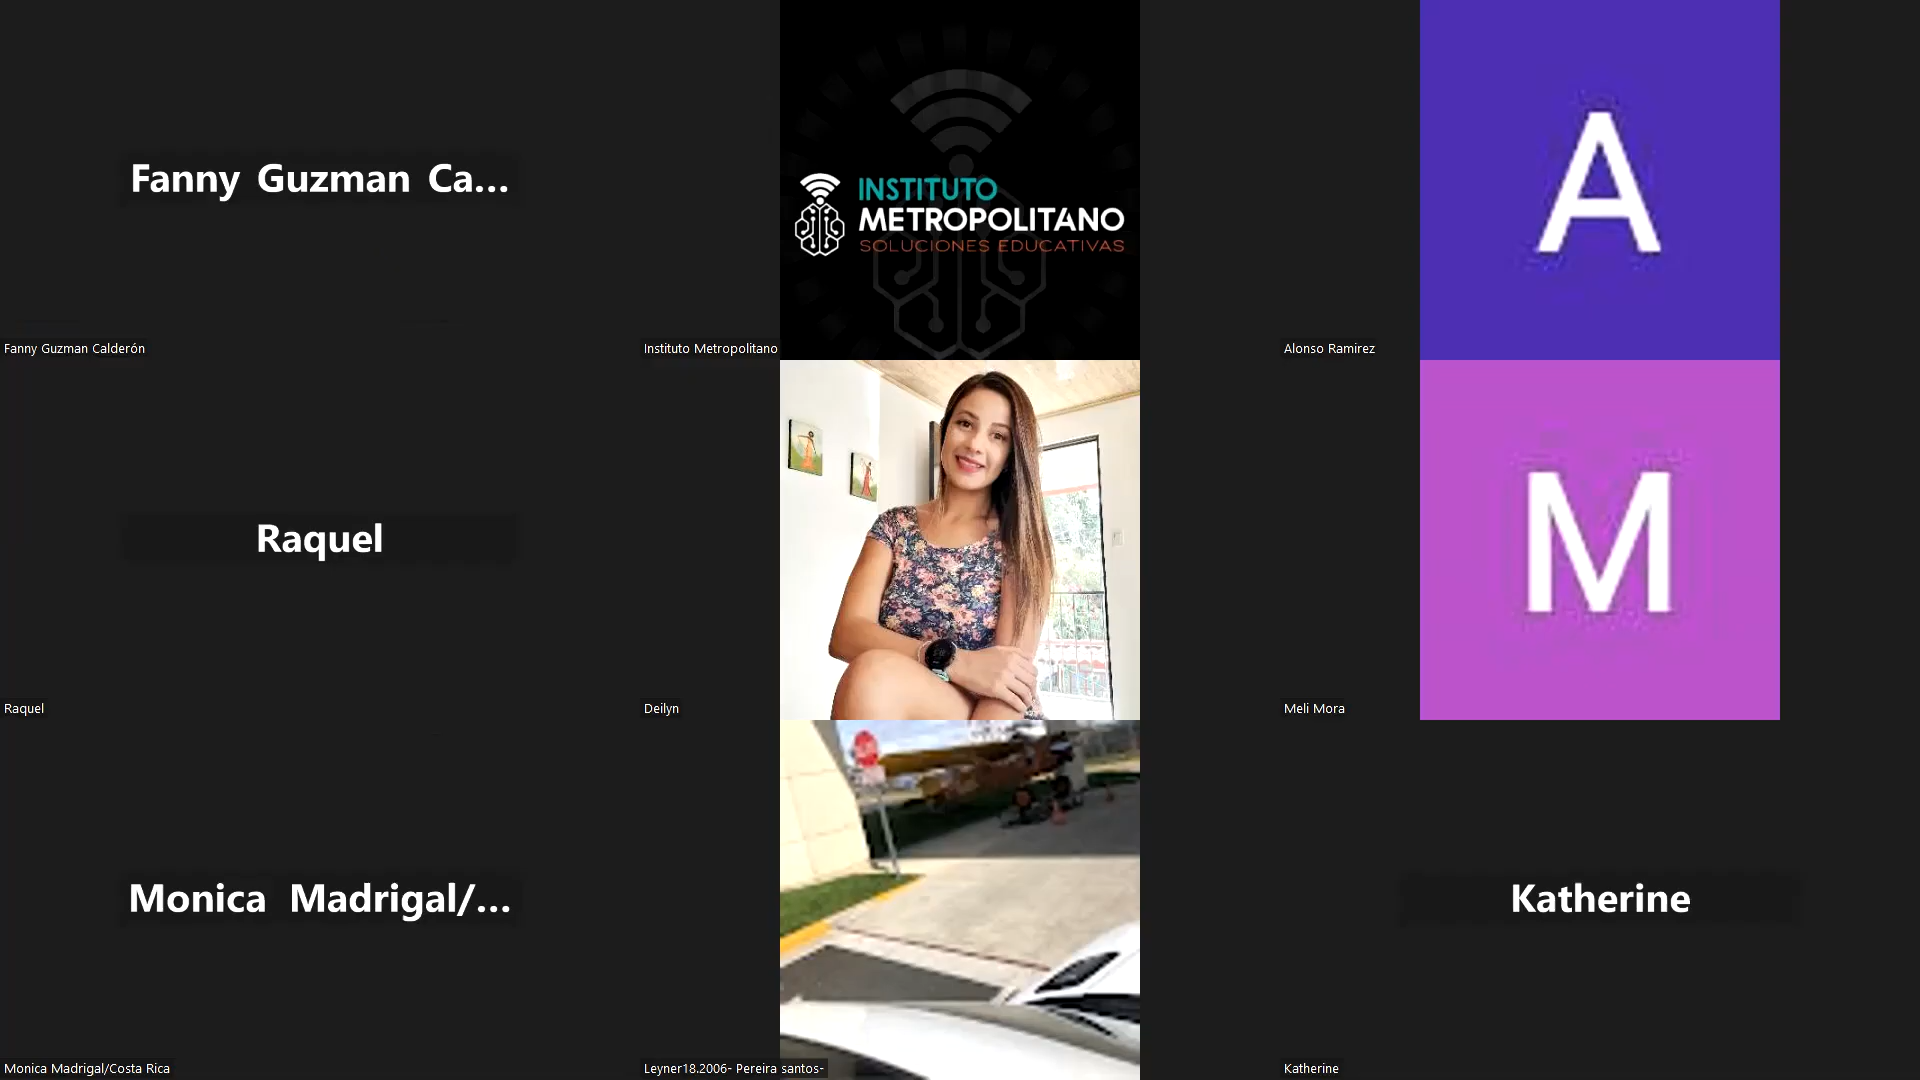 Fanny Guzman Ca...
Fanny Guzman Calderón
INSTITUTO
METROPOLITANO
SOLUCIONES EDUCATIVAS
Instituto Metropolitano
A
Alonso Ramirez
Raquel
Raquel
Deilyn
M
Meli Mora
Monica Madrigal/...
Monica Madrigal/Costa Rica
Leyner18.2006- Pereira santos-
Katherine
Katherine